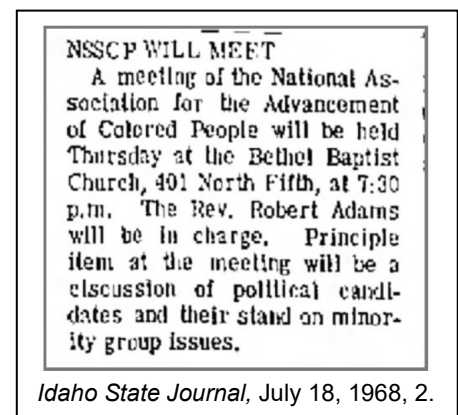 NSSCP WILL MEET
A meeting of the National As-
sociation for the Advancement
of Colored People will be held
Thursday at the Bethel Baptist
Church, 401 North Fifth, at 7:30
p.m. The Rev. Robert Adams
will be in charge. Principle
item at the meeting will be a
ciscussion of political candi-
dates and their stand on minor-
ity group issues.
Idaho State Journal, July 18, 1968, 2.